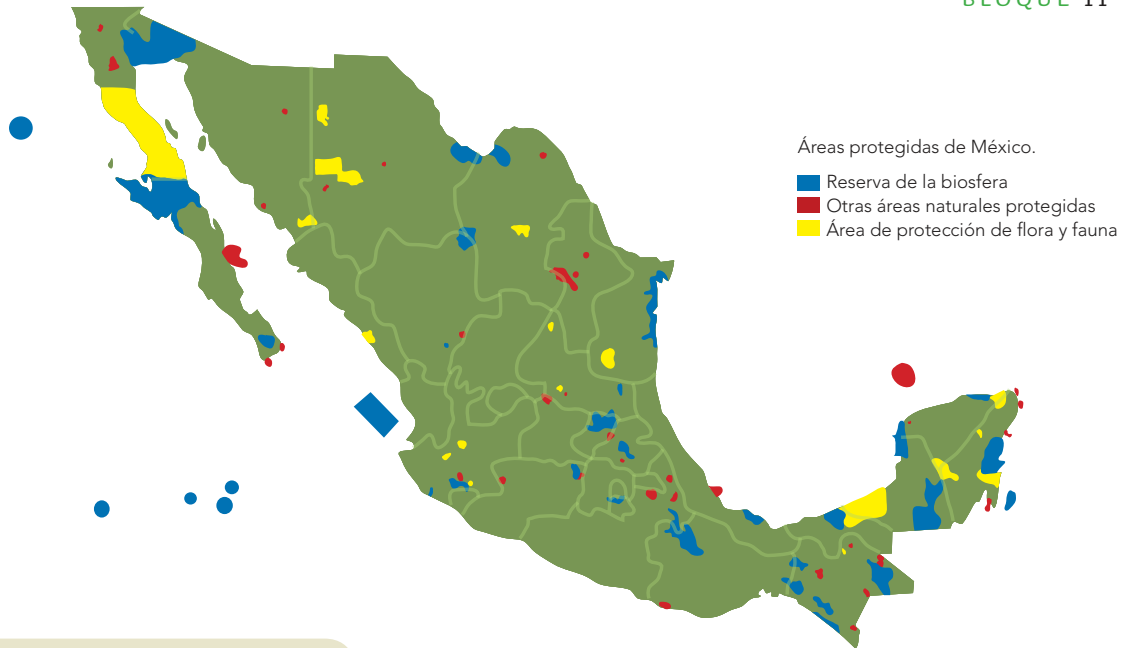 BLOQUE 11
Áreas protegidas de México.
Reserva de la biosfera
Otras áreas naturales protegidas
Área de protección de flora y fauna